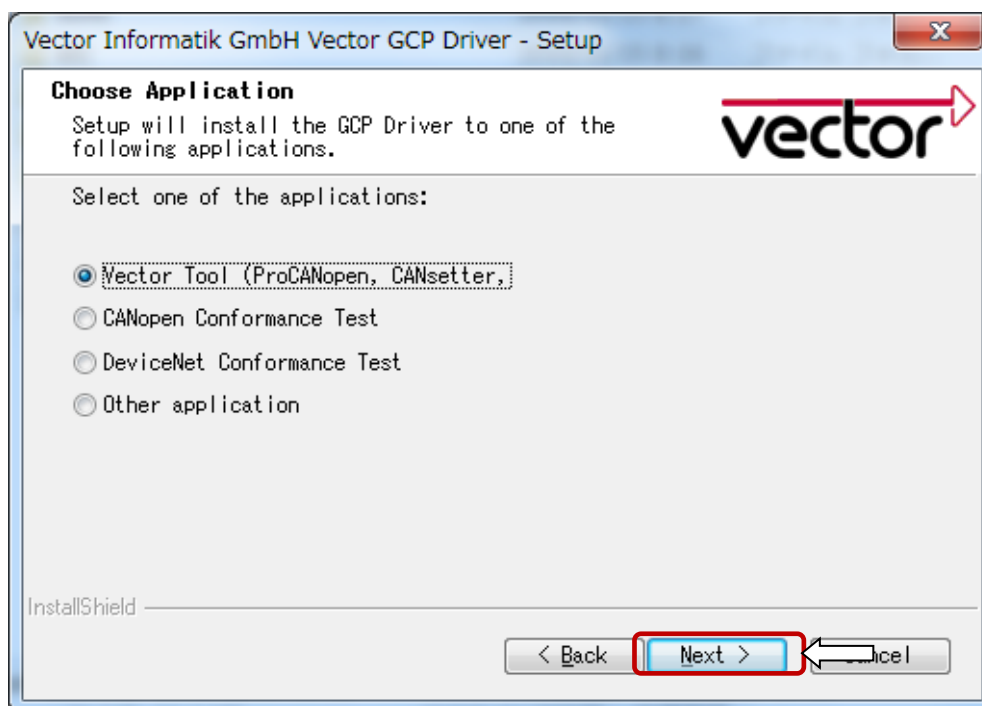 Vector Informatik GmbH Vector GCP Driver - Setup
Choose Application
Setup will install the GCP Driver to one of the
following applications.
vector
Select one of the applications:
Vector Tool (ProCANopen, CANsetter,
CANopen Conformance Test
DeviceNet Conformance Test
Other application
InstallShield
< Back Next > Cancel